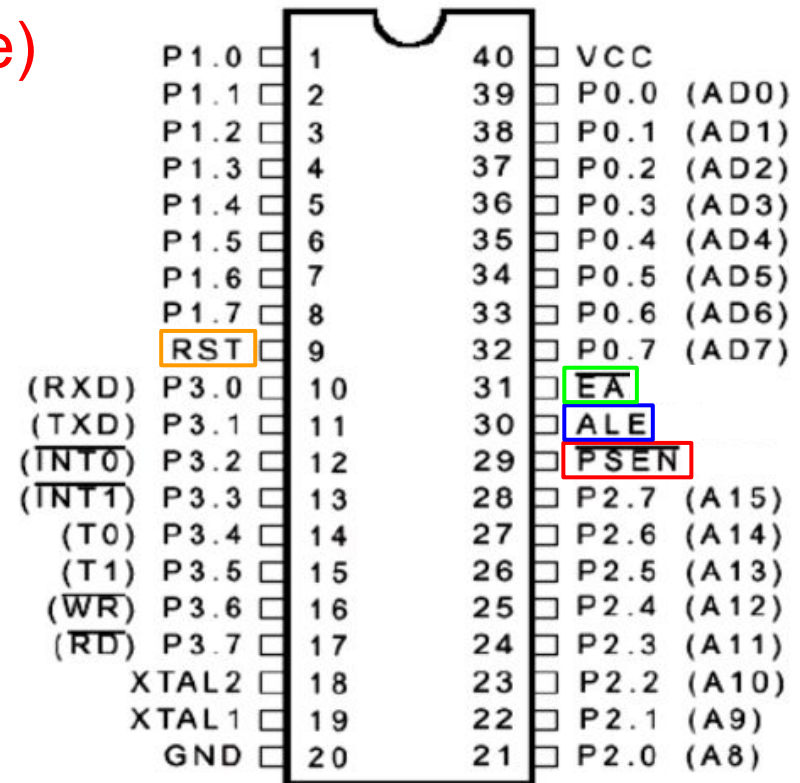 e)
P1.0 1 40 VCC
P1.1 2 39 P0.0 (AD0)
P1.2 3 38 P0.1 (AD1)
P1.3 4 37 P0.2 (AD2)
P1.4 5 36 P0.3 (AD3)
P1.5 6 35 P0.4 (AD4)
P1.6 7 34 P0.5 (AD5)
P1.7 8 33 P0.6 (AD6)
RST 9 32 P0.7 (AD7)
(RXD) P3.0 10 31 E̅A̅
(TXD) P3.1 11 30 ALE
(I̅N̅T̅0̅) P3.2 12 29 P̅S̅E̅N̅
(I̅N̅T̅1̅) P3.3 13 28 P2.7 (A15)
(T0) P3.4 14 27 P2.6 (A14)
(T1) P3.5 15 26 P2.5 (A13)
(W̅R̅) P3.6 16 25 P2.4 (A12)
(R̅D̅) P3.7 17 24 P2.3 (A11)
XTAL2 18 23 P2.2 (A10)
XTAL1 19 22 P2.1 (A9)
GND 20 21 P2.0 (A8)